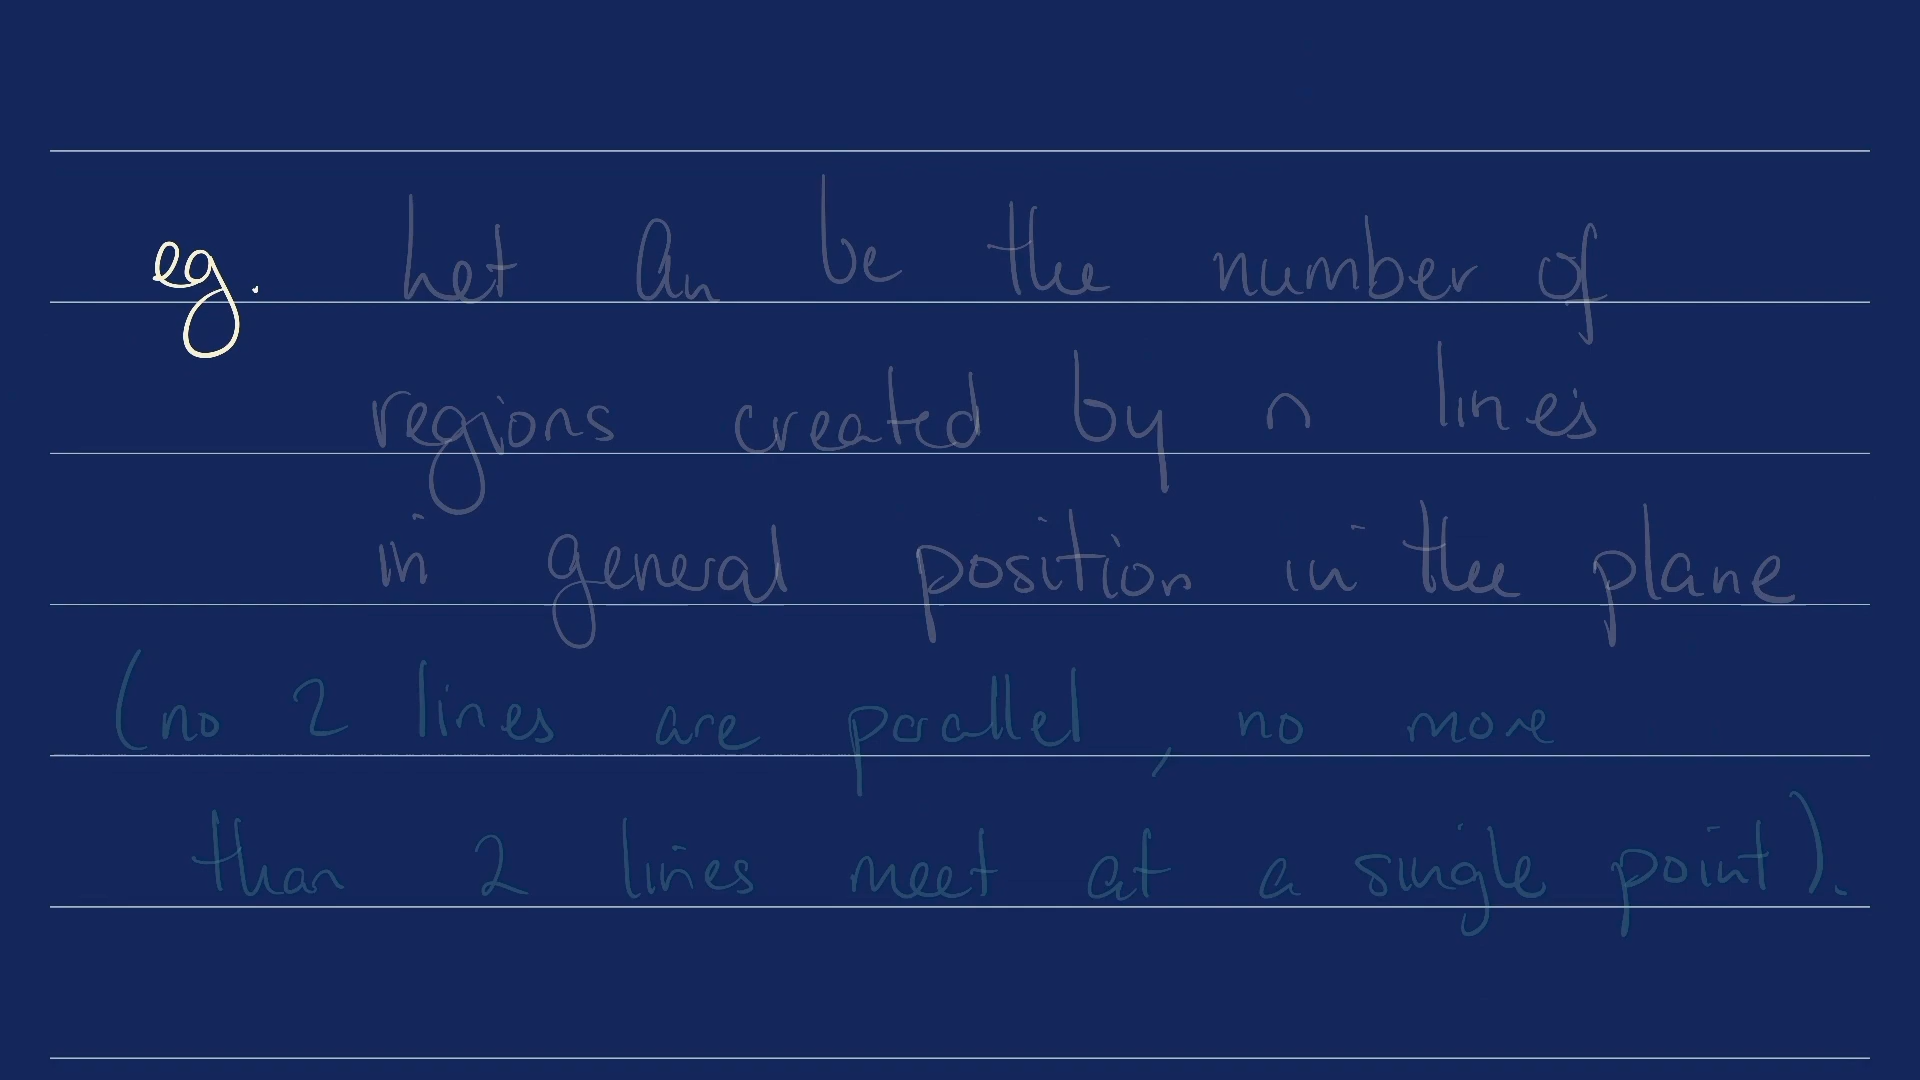 eg. Let an be the number of
regions created by n lines
in general position in the plane
(no 2 lines are parallel, no more
than 2 lines meet at a single point).